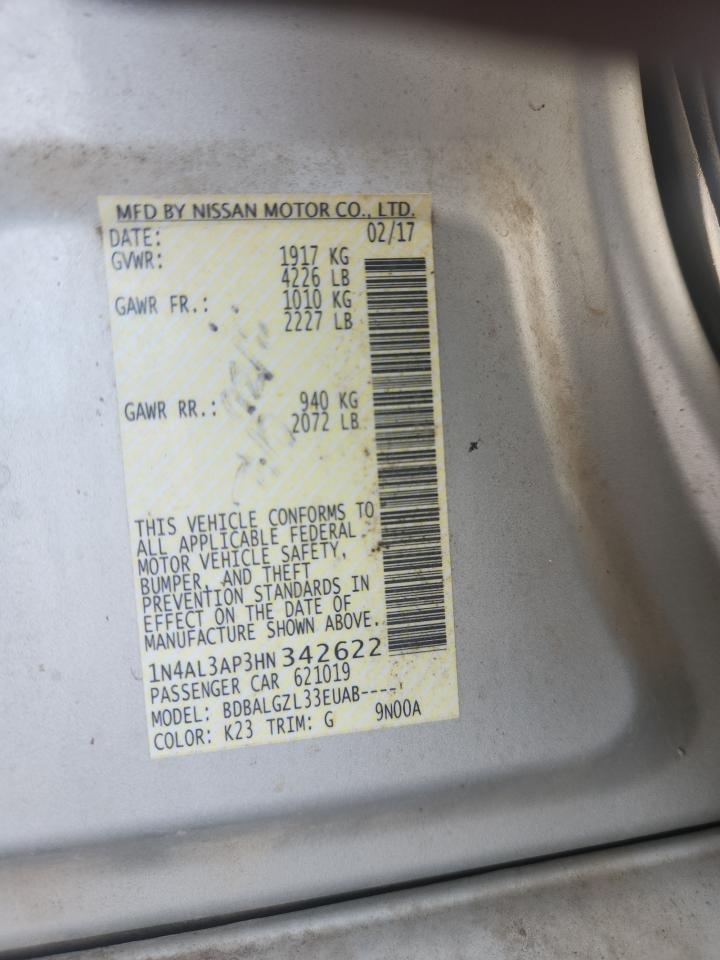 MFD BY NISSAN MOTOR CO., LTD.
DATE: 02/17
GVWR: 1917 KG
4226 LB
GAWR FR.: 1010 KG
2227 LB
GAWR RR.: 940 KG
2072 LB
THIS VEHICLE CONFORMS TO
ALL APPLICABLE FEDERAL
MOTOR VEHICLE SAFETY,
BUMPER, AND THEFT
PREVENTION STANDARDS IN
EFFECT ON THE DATE OF
MANUFACTURE SHOWN ABOVE.
1N4AL3AP3HN 342622
PASSENGER CAR 621019
MODEL: BDBALGZL33EUAB----
COLOR: K23 TRIM: G 9N00A